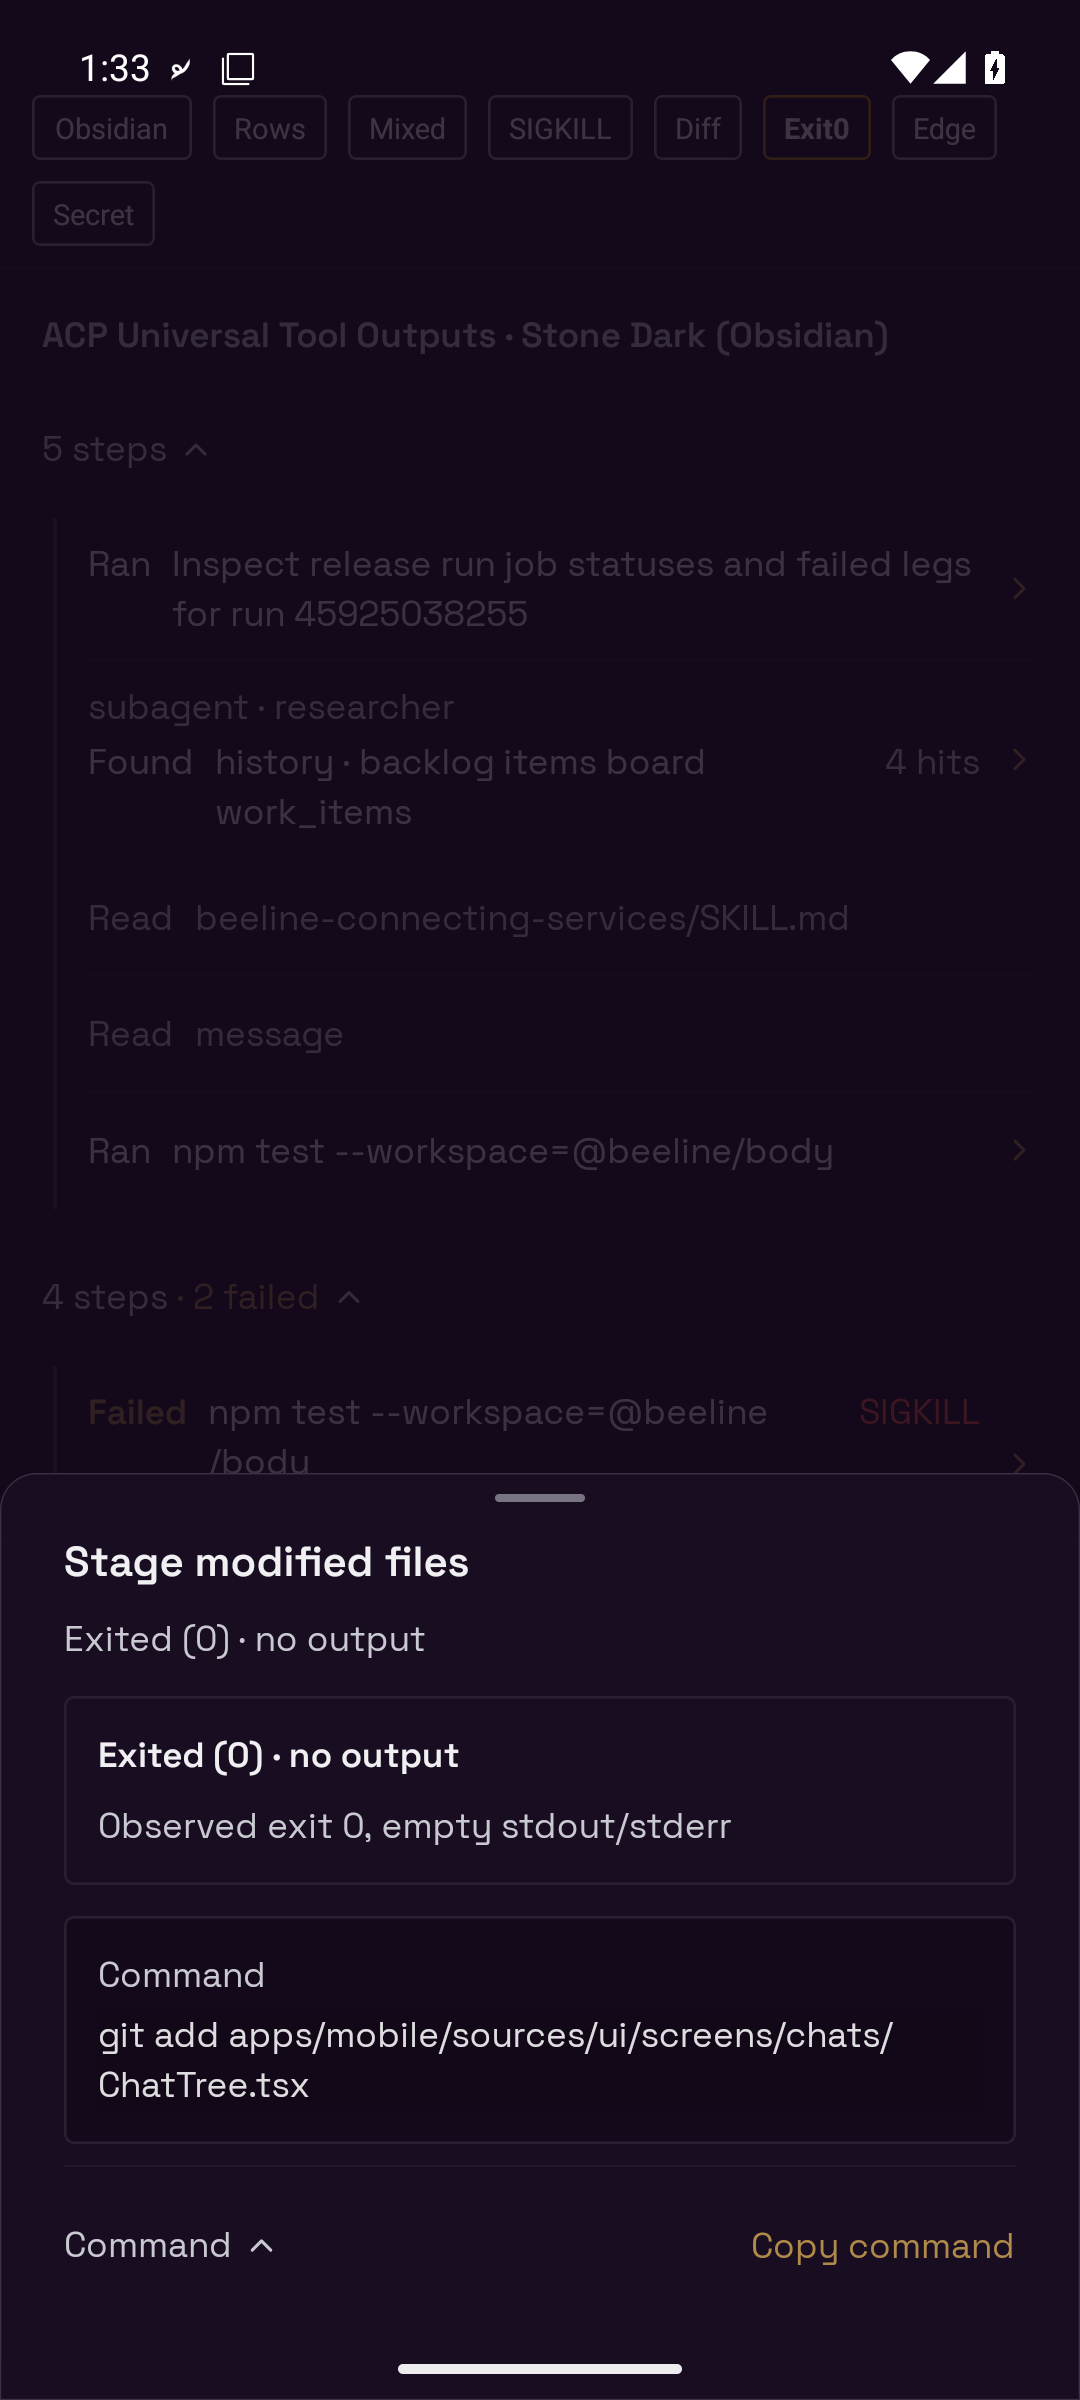 1:33
Obsidian Rows Mixed SIGKILL Diff Exit0 Edge
Secret
ACP Universal Tool Outputs · Stone Dark (Obsidian)
5 steps
Ran Inspect release run job statuses and failed legs
for run 45925038255
subagent · researcher
Found history · backlog items board 4 hits
work_items
Read beeline-connecting-services/SKILL.md
Read message
Ran npm test --workspace=@beeline/body
4 steps · 2 failed
Failed npm test --workspace=@beeline SIGKILL
/body
Stage modified files
Exited (0) · no output
Exited (0) · no output
Observed exit 0, empty stdout/stderr
Command
git add apps/mobile/sources/ui/screens/chats/
ChatTree.tsx
Command Copy command